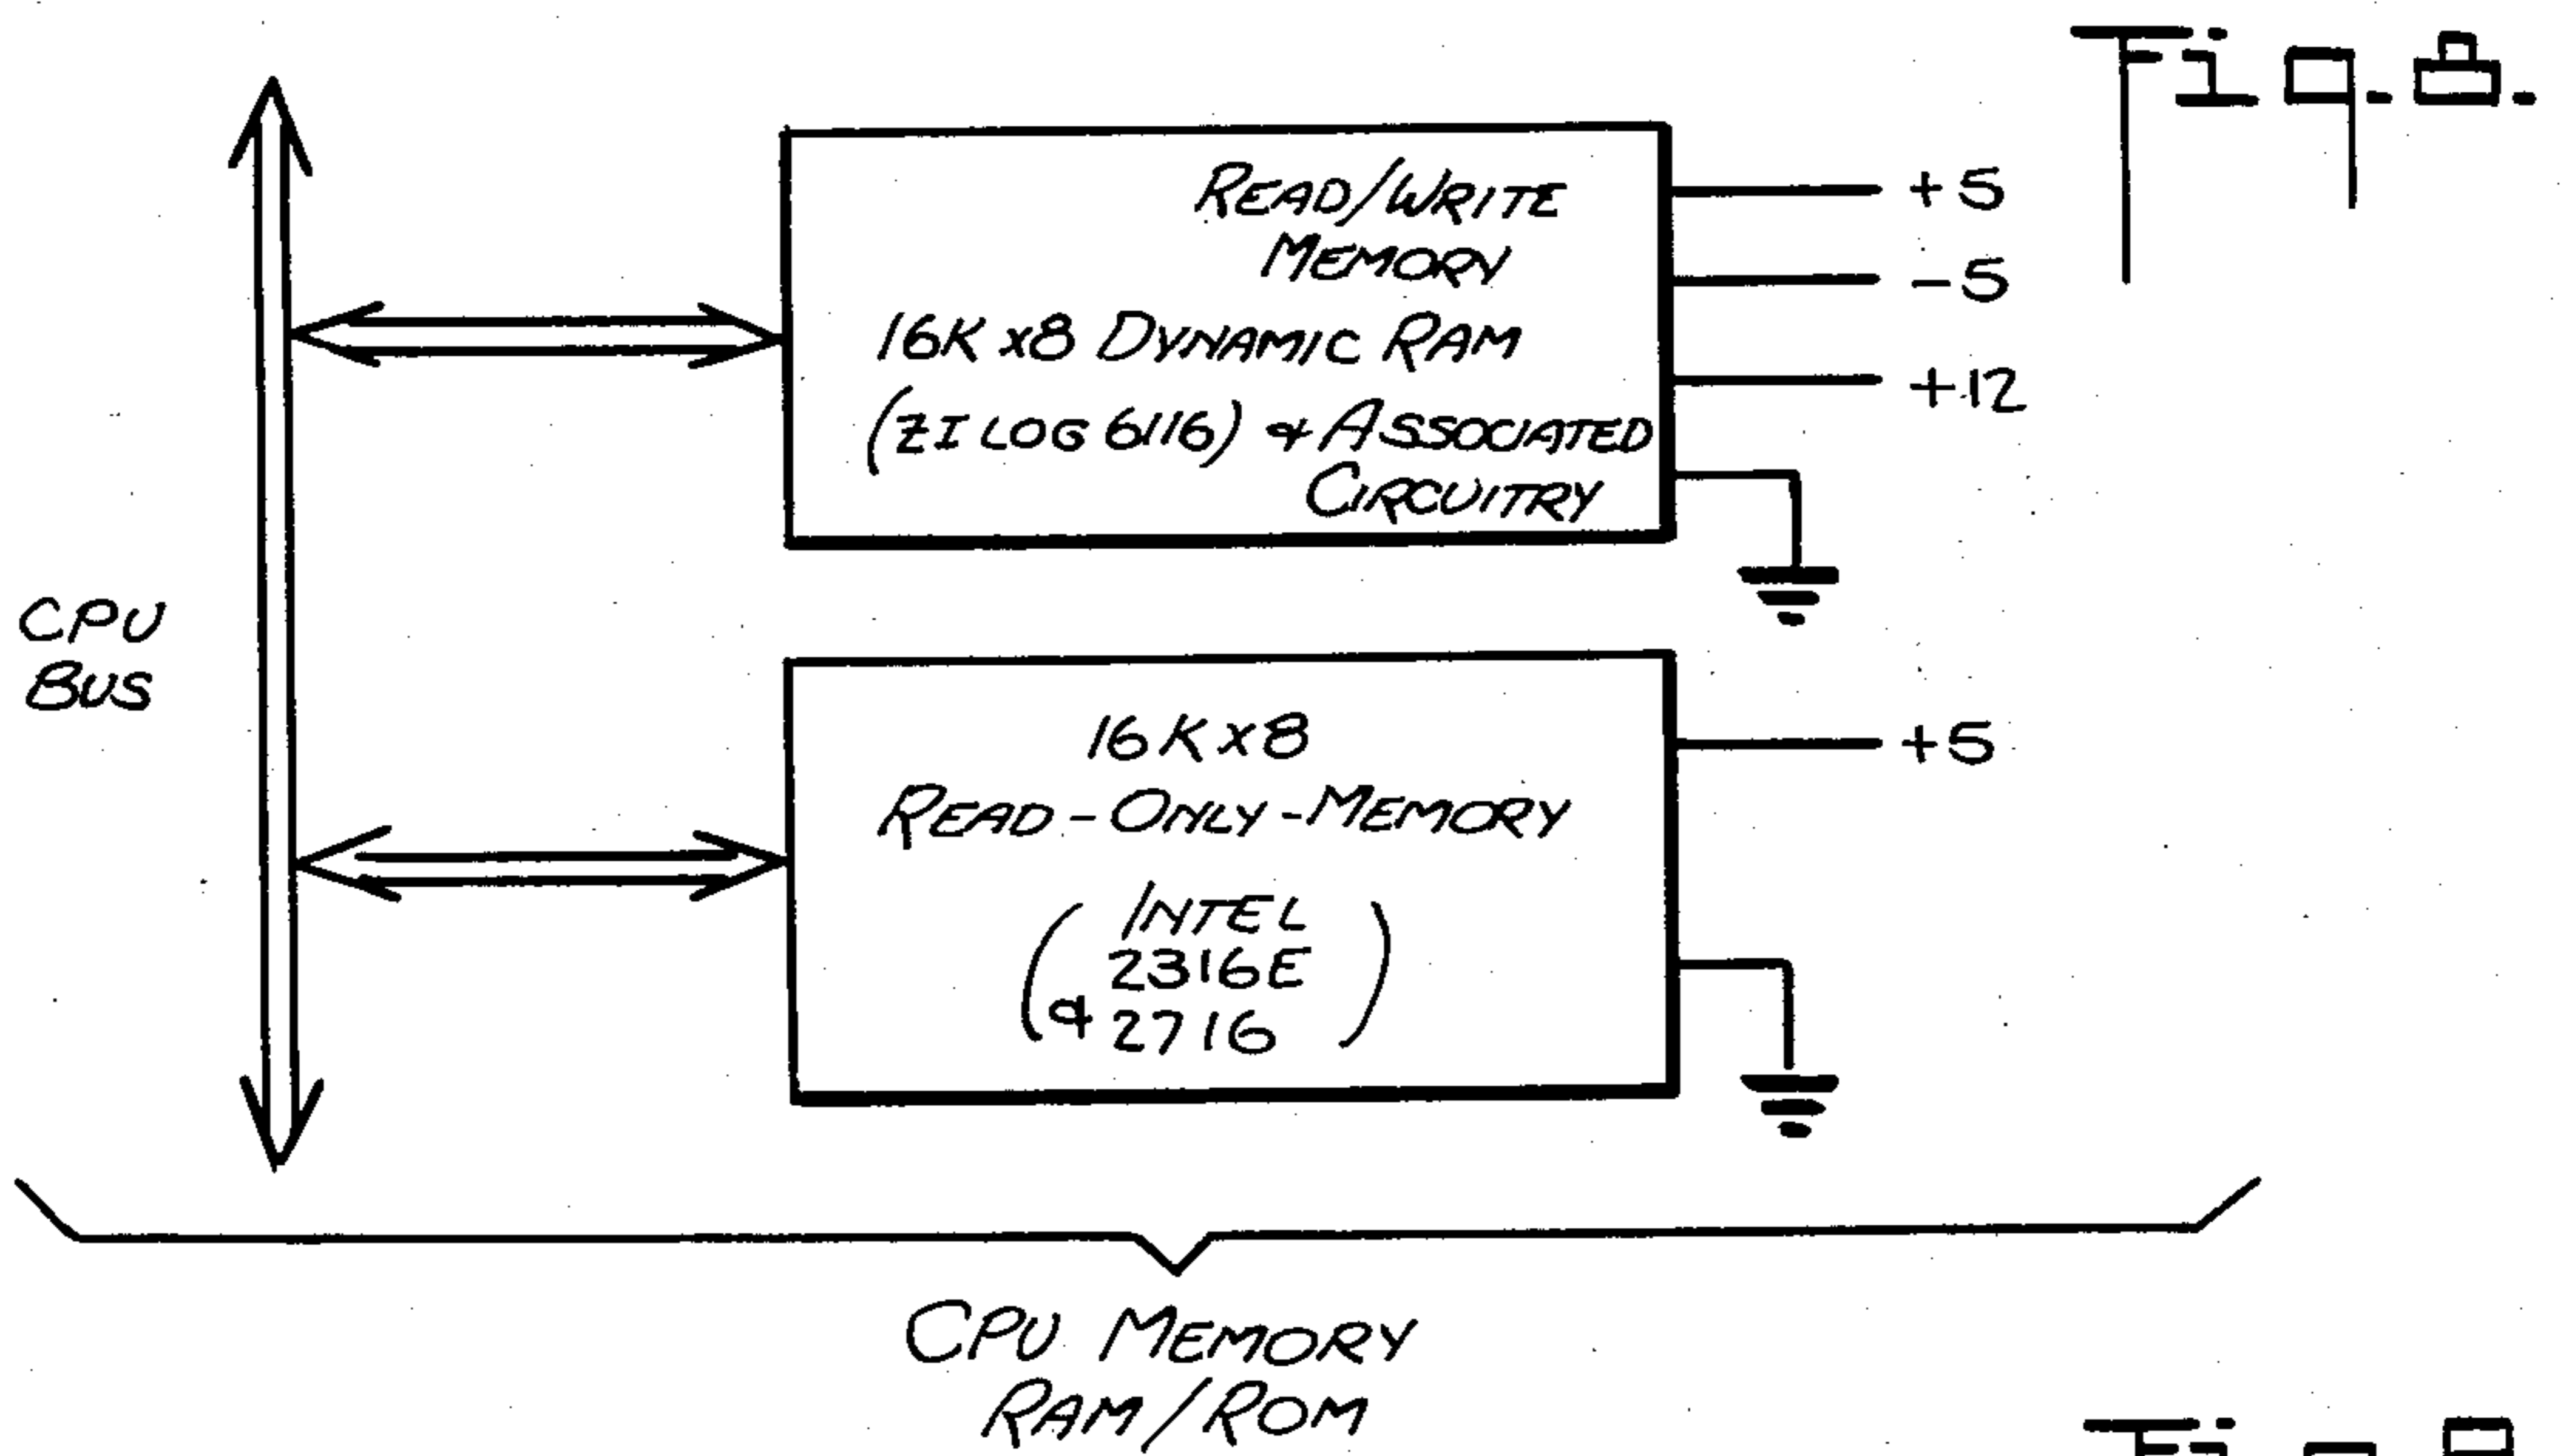 Fig. 8.
READ/WRITE
MEMORY
16K x8 DYNAMIC RAM
(ZILOG 6116) & ASSOCIATED
CIRCUITRY
+5
-5
+12
CPU
BUS
16K x8
READ-ONLY-MEMORY
(INTEL
2316E
& 2716)
+5
CPU MEMORY
RAM/ROM